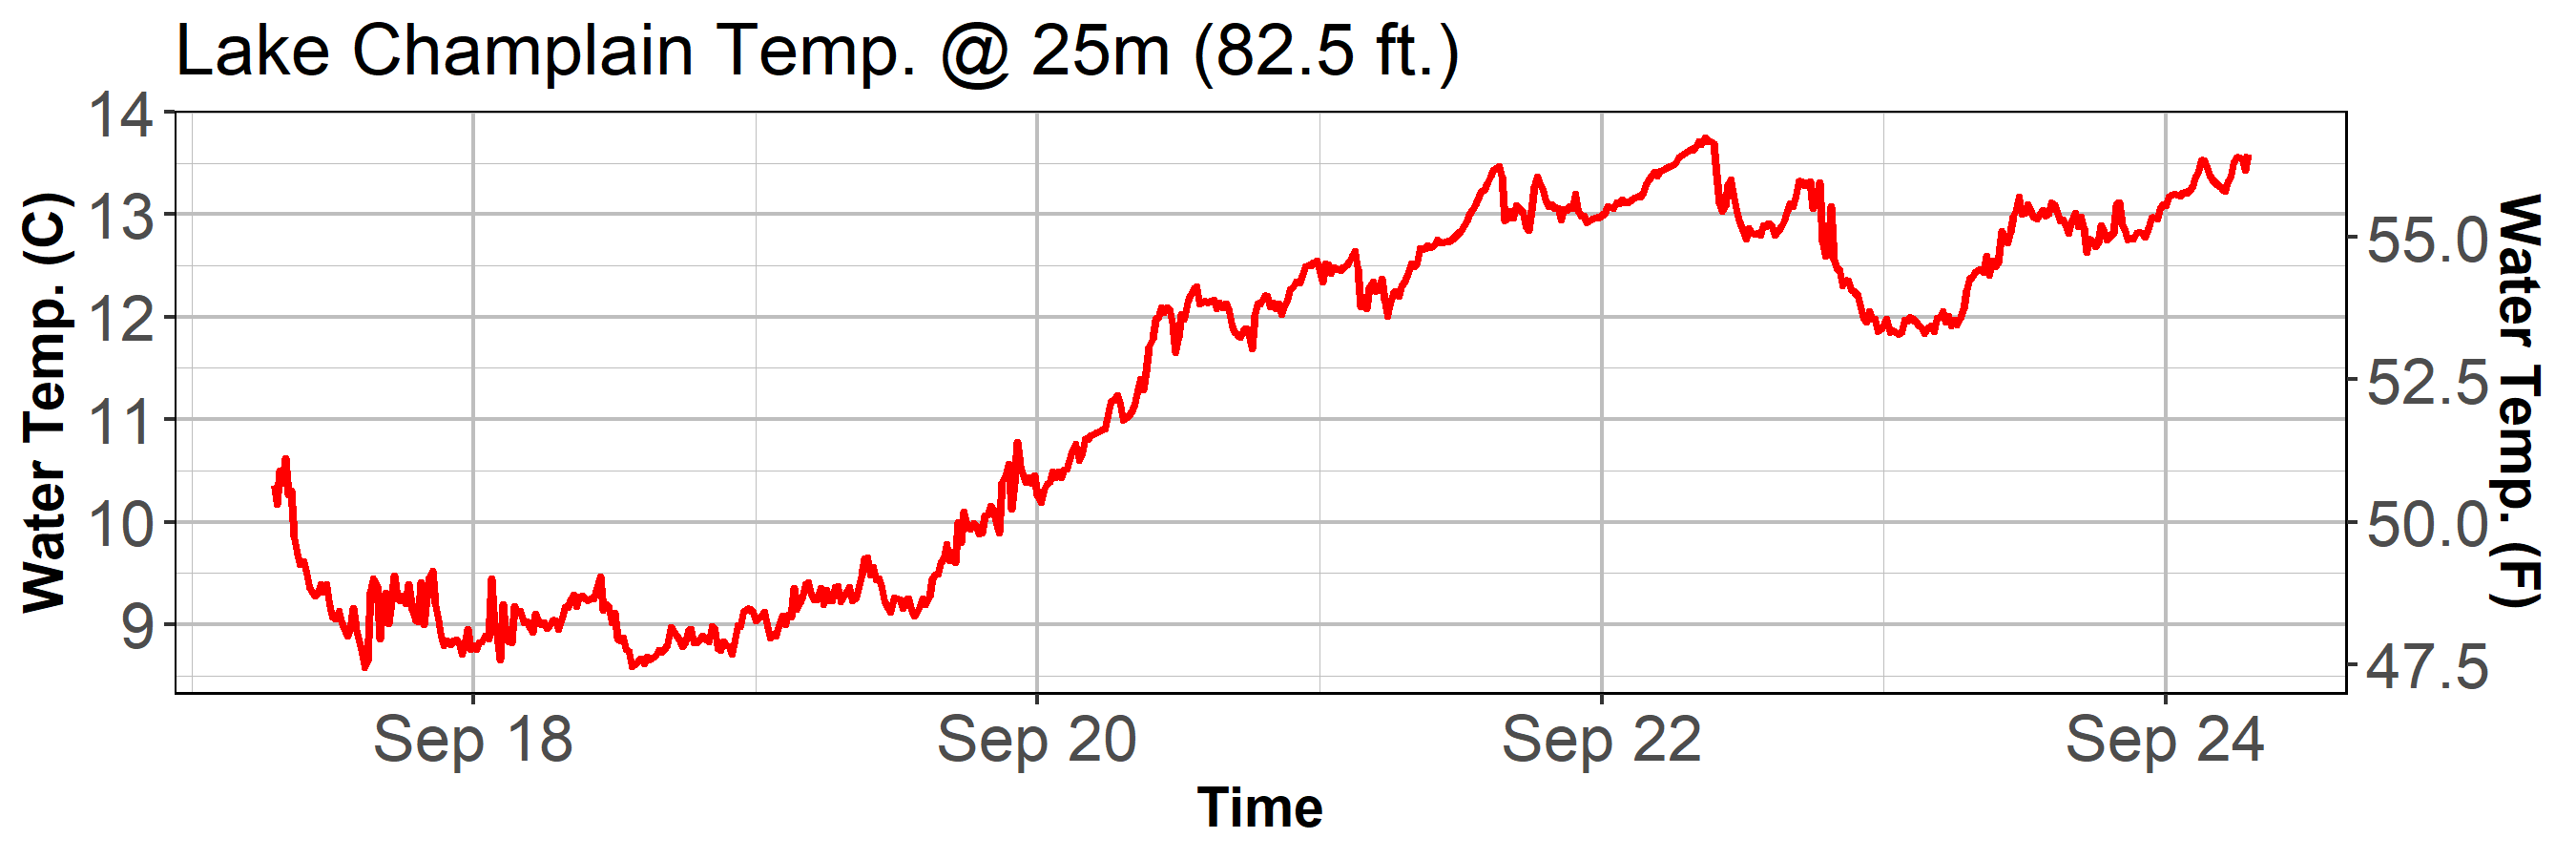 Lake Champlain Temp. @ 25m (82.5 ft.)
Water Temp. (C)
14
13
12
11
10
9
55.0
52.5
50.0
47.5
Water Temp. (F)
Sep 18 Sep 20 Sep 22 Sep 24
Time